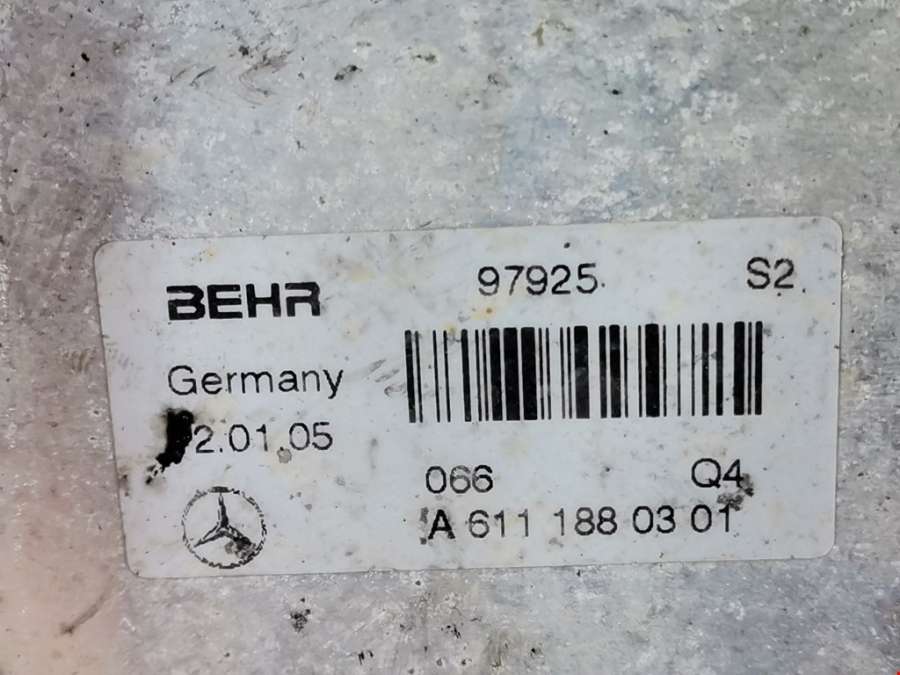 BEHR 97925 S2
Germany
2.01.05
066 Q4
A 611 188 03 01